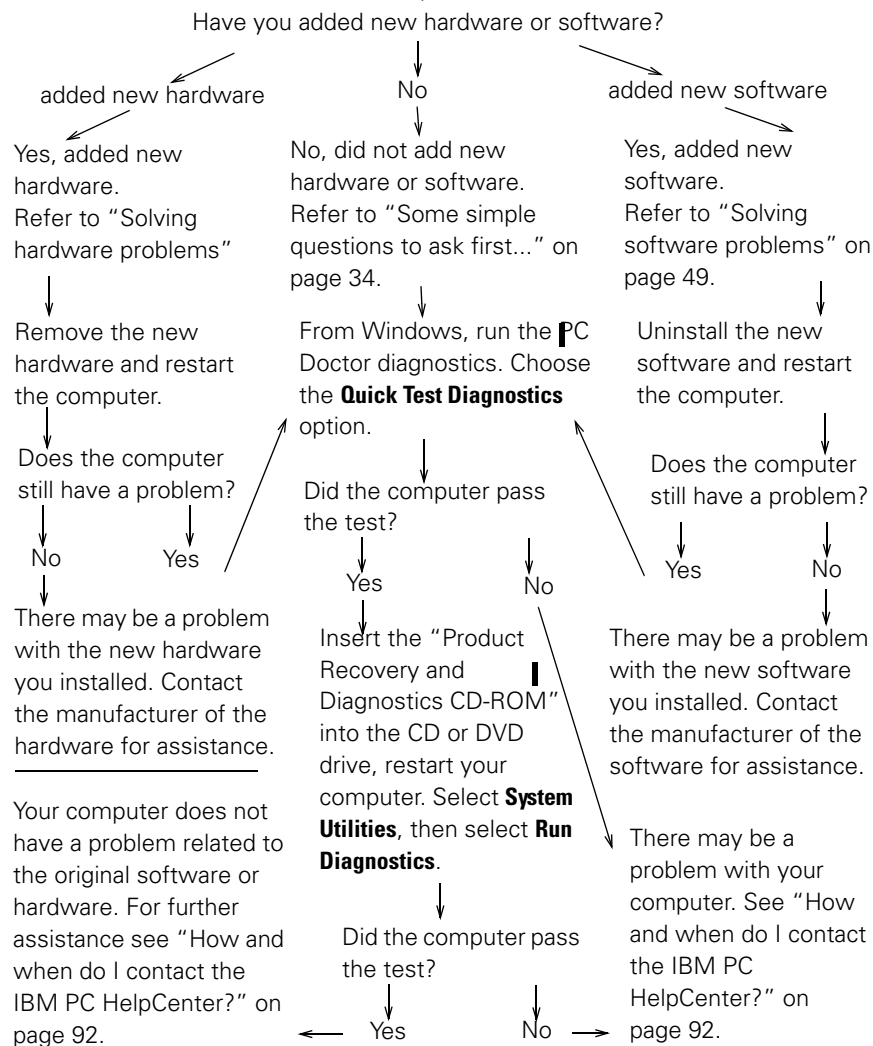 Have you added new hardware or software?
added new hardware
No
added new software
Yes, added new
hardware.
Refer to “Solving
hardware problems”
No, did not add new
hardware or software.
Refer to “Some simple
questions to ask first...” on
page 34.
Yes, added new
software.
Refer to “Solving
software problems” on
page 49.
Remove the new
hardware and restart
the computer.
From Windows, run the PC
Doctor diagnostics. Choose
the Quick Test Diagnostics
option.
Uninstall the new
software and restart
the computer.
Does the computer
still have a problem?
Did the computer pass
the test?
Does the computer
still have a problem?
No
Yes
Yes
No
Yes
No
There may be a problem
with the new hardware
you installed. Contact
the manufacturer of the
hardware for assistance.
Insert the “Product
Recovery and
Diagnostics CD-ROM”
into the CD or DVD
drive, restart your
computer. Select System
Utilities, then select Run
Diagnostics.
There may be a problem
with the new software
you installed. Contact
the manufacturer of the
software for assistance.
Your computer does not
have a problem related to
the original software or
hardware. For further
assistance see “How and
when do I contact the
IBM PC HelpCenter?” on
page 92.
Did the computer pass
the test?
Yes
No
There may be a
problem with your
computer. See “How
and when do I contact
the IBM PC
HelpCenter?” on
page 92.